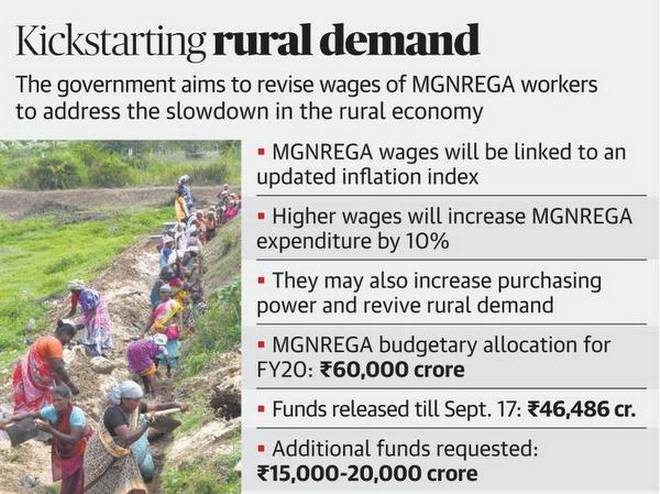 Kickstarting rural demand
The government aims to revise wages of MGNREGA workers
to address the slowdown in the rural economy
▪ MGNREGA wages will be linked to an
updated inflation index
▪ Higher wages will increase MGNREGA
expenditure by 10%
▪ They may also increase purchasing
power and revive rural demand
▪ MGNREGA budgetary allocation for
FY20: ₹60,000 crore
▪ Funds released till Sept. 17: ₹46,486 cr.
▪ Additional funds requested:
₹15,000-20,000 crore